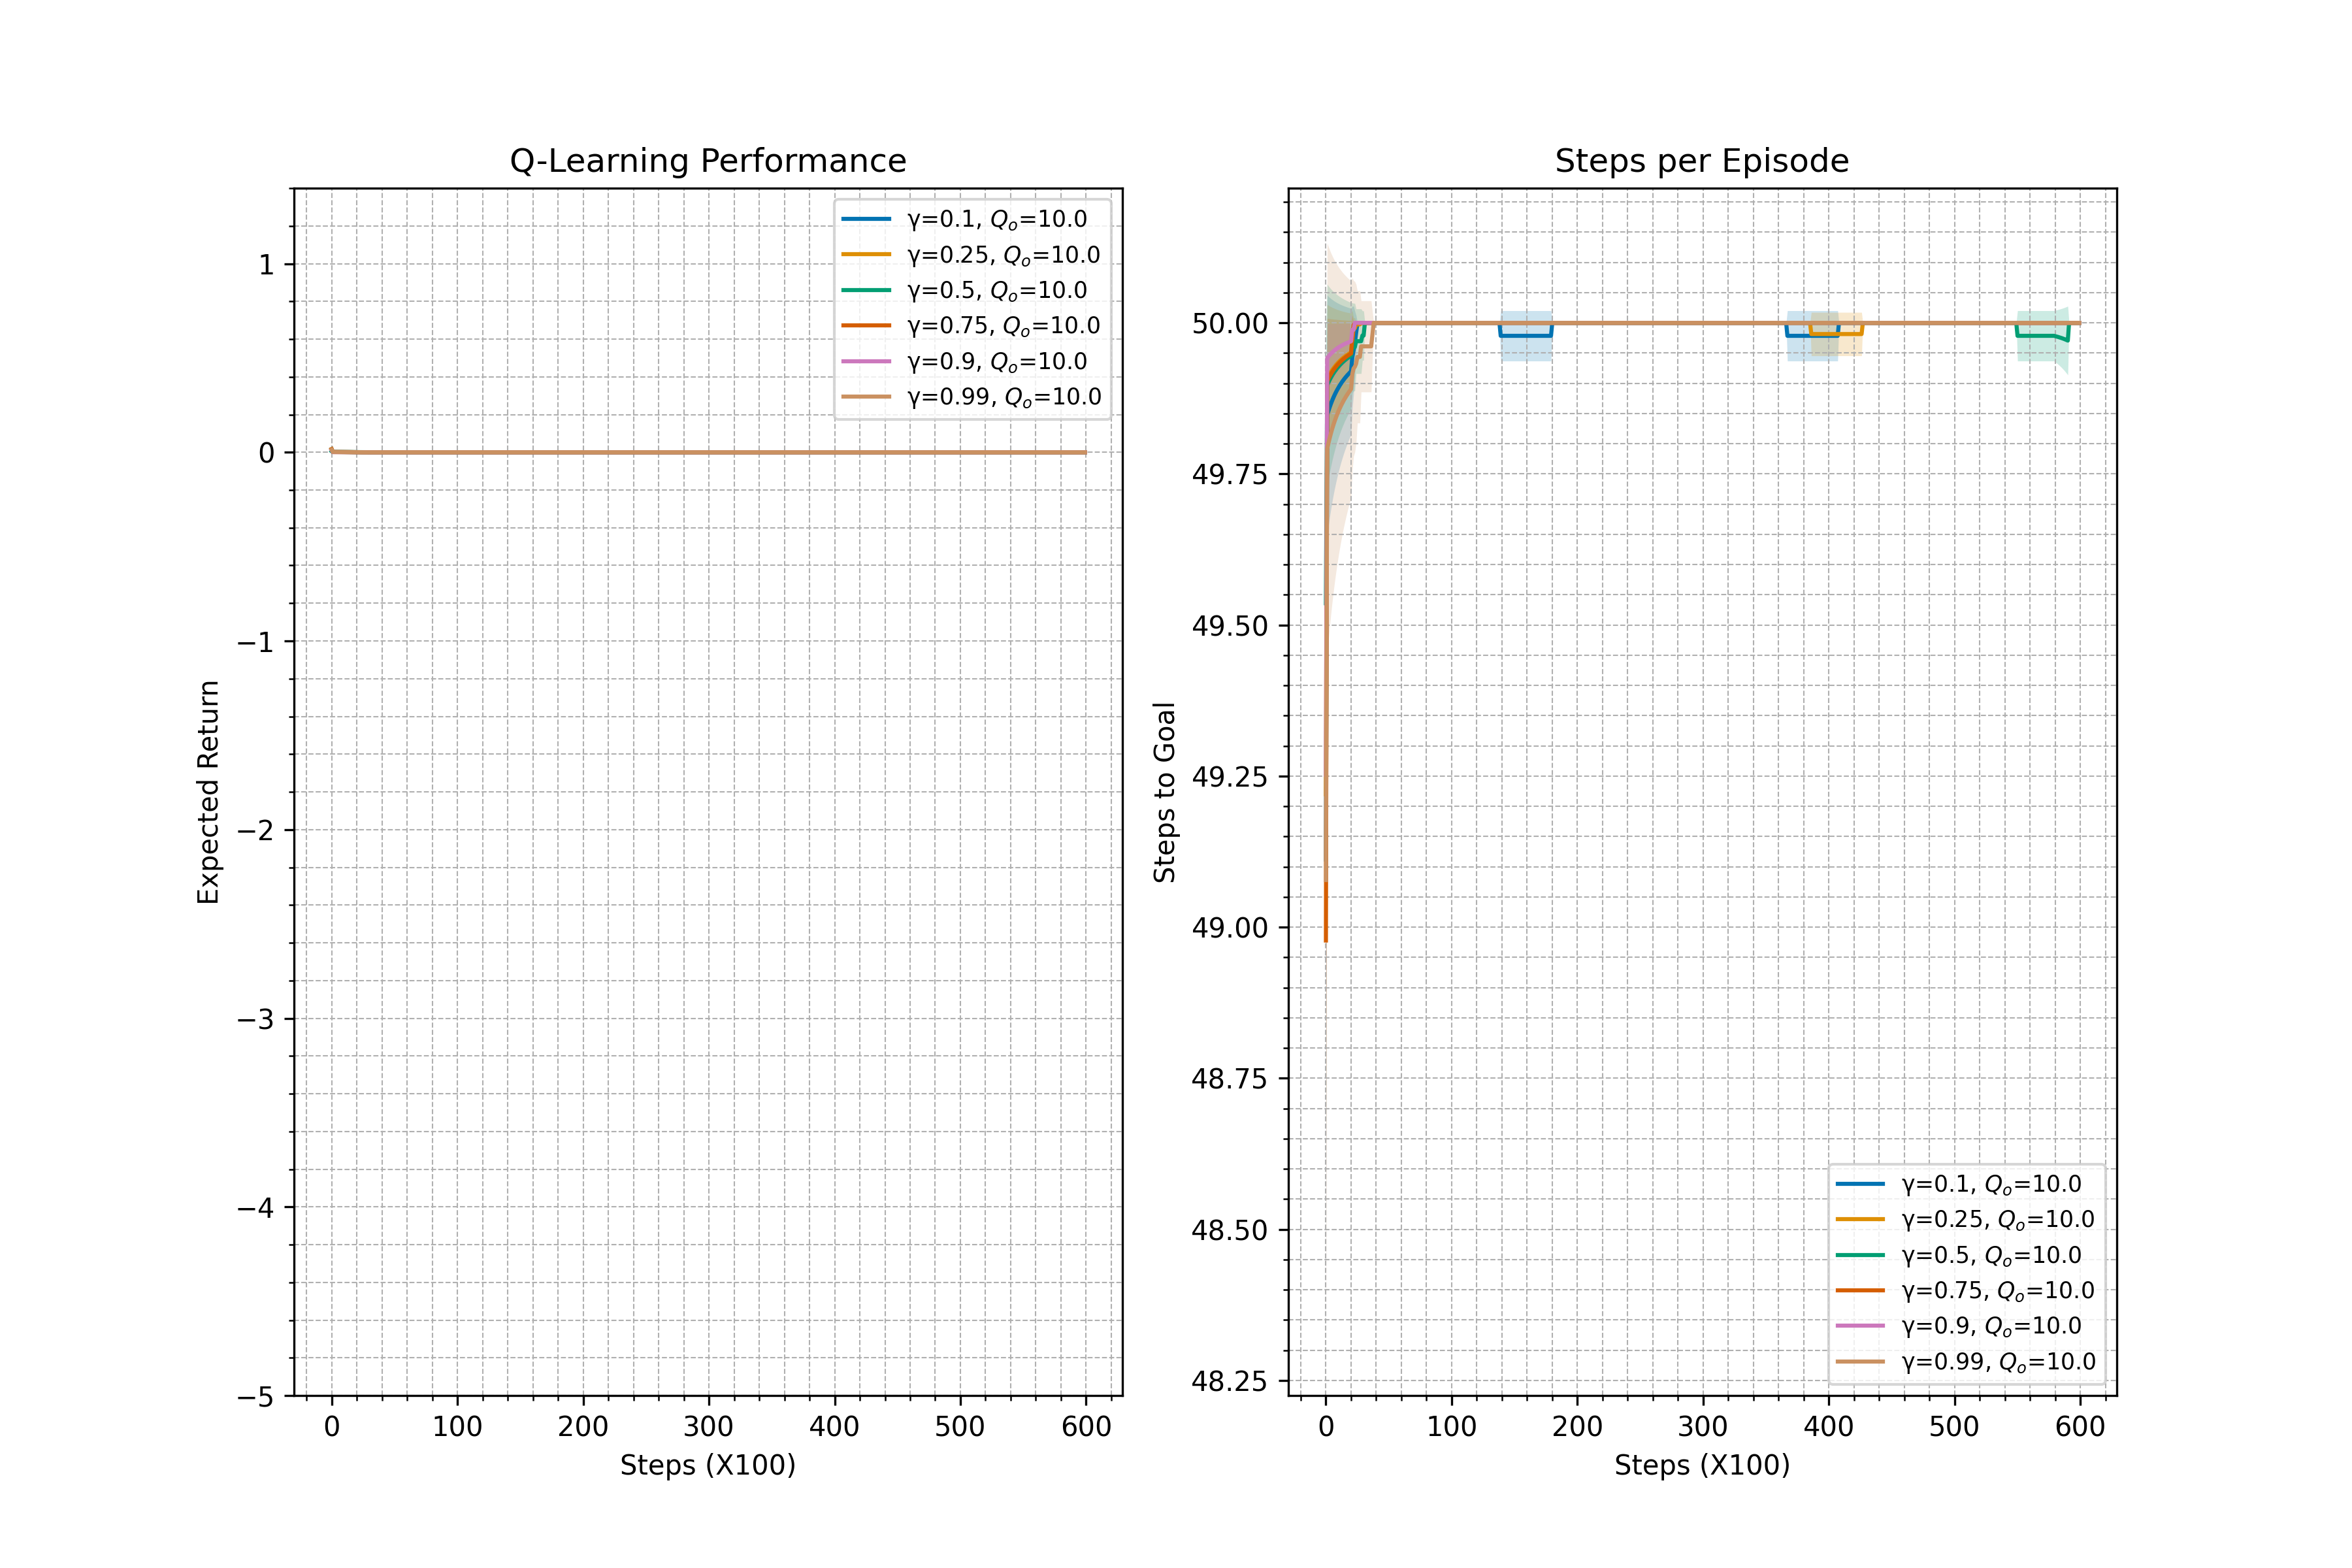 Q-Learning Performance
1
0
−1
−2
−3
−4
−5
Expected Return
0 100 200 300 400 500 600
Steps (X100)
γ=0.1, Qₒ=10.0
γ=0.25, Qₒ=10.0
γ=0.5, Qₒ=10.0
γ=0.75, Qₒ=10.0
γ=0.9, Qₒ=10.0
γ=0.99, Qₒ=10.0
Steps per Episode
50.00
49.75
49.50
49.25
49.00
48.75
48.50
48.25
Steps to Goal
0 100 200 300 400 500 600
Steps (X100)
γ=0.1, Qₒ=10.0
γ=0.25, Qₒ=10.0
γ=0.5, Qₒ=10.0
γ=0.75, Qₒ=10.0
γ=0.9, Qₒ=10.0
γ=0.99, Qₒ=10.0